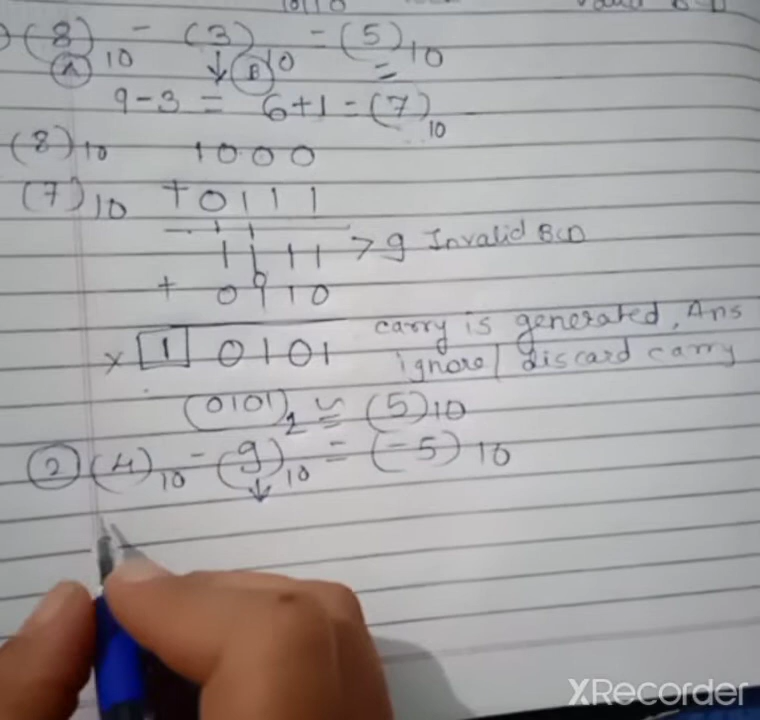 (8)10 - (3)10 = (5)10
A ↓ B
9-3 = 6+1 = (7)10
(8)10 1000
(7)10 +0111
11
1111 > 9 Invalid BCD
+ 0110
× 1 0101 carry is generated, Ans
ignore/ discard carry
(0101)2 ≌ (5)10
2 (4)10 - (9)10 = (-5)10
↓
XRecorder